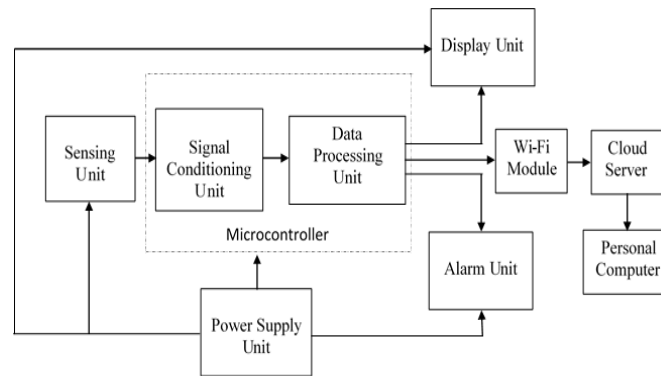 Display Unit
Sensing
Unit
Signal
Conditioning
Unit
Data
Processing
Unit
Wi-Fi
Module
Cloud
Server
Microcontroller
Alarm Unit
Personal
Computer
Power Supply
Unit